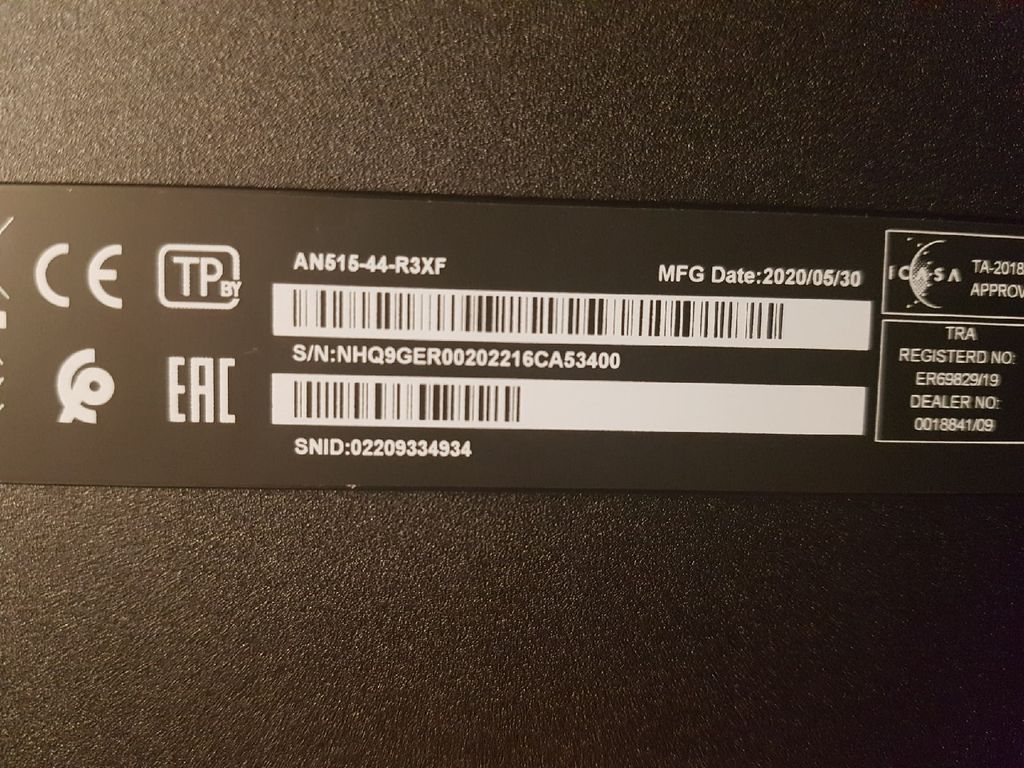 CE
TP BY
EAC
AN515-44-R3XF
MFG Date:2020/05/30
S/N:NHQ9GER00202216CA53400
SNID:02209334934
ICASA
TA-2018
APPROV
TRA
REGISTERD NO:
ER69829/19
DEALER NO:
0018841/09